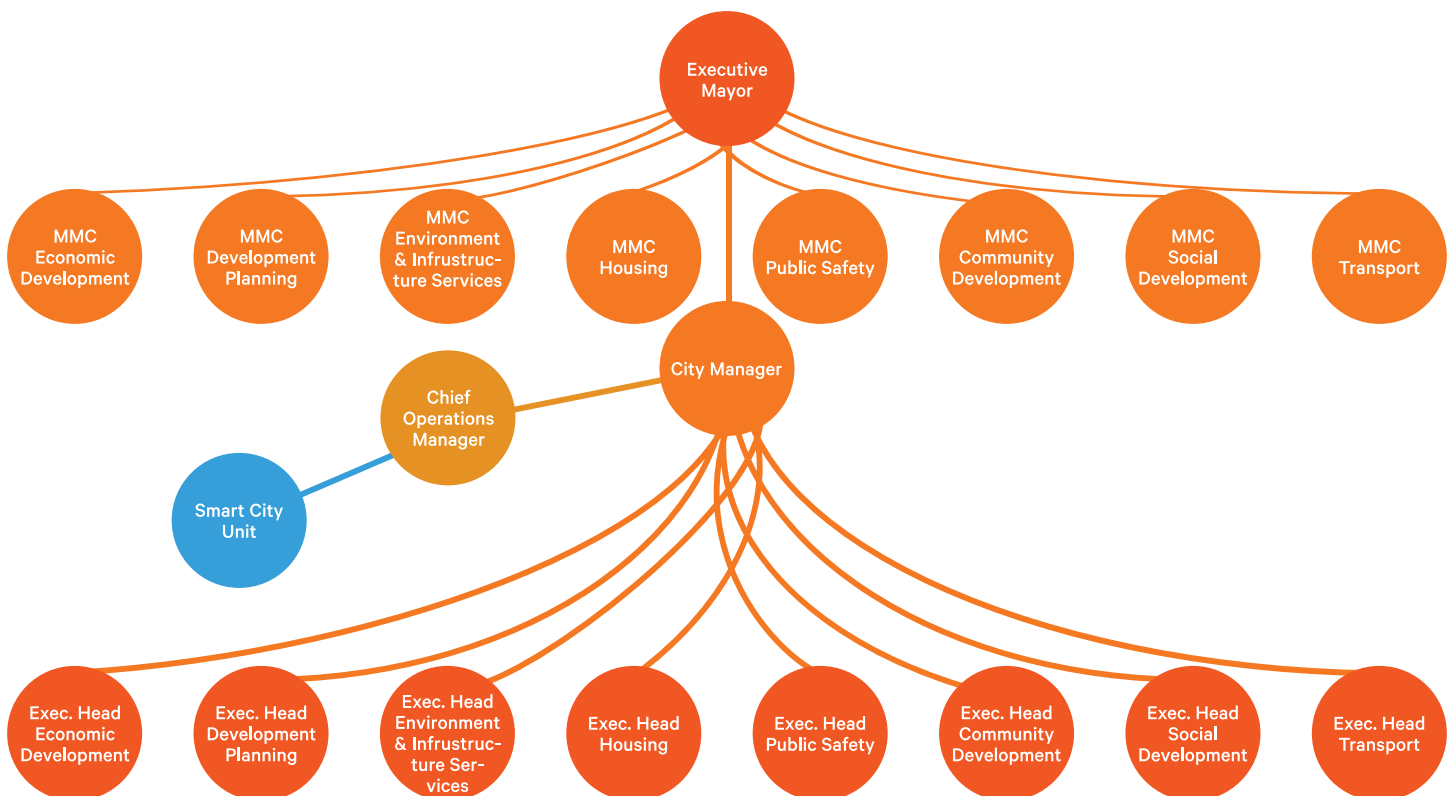 Executive
Mayor
MMC
Economic
Development
MMC
Development
Planning
MMC
Environment
& Infrustruc-
ture Services
MMC
Housing
MMC
Public Safety
MMC
Community
Development
MMC
Social
Development
MMC
Transport
City Manager
Chief
Operations
Manager
Smart City
Unit
Exec. Head
Economic
Development
Exec. Head
Development
Planning
Exec. Head
Environment
& Infrustruc-
ture Ser-
vices
Exec. Head
Housing
Exec. Head
Public Safety
Exec. Head
Community
Development
Exec. Head
Social
Development
Exec. Head
Transport